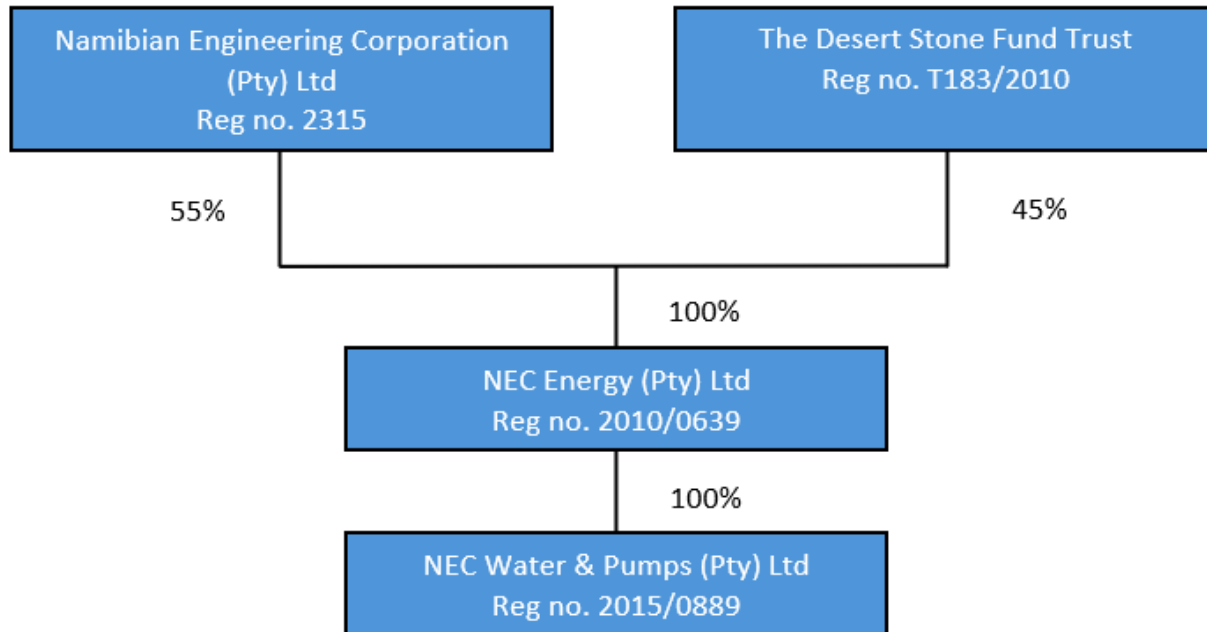 Namibian Engineering Corporation
(Pty) Ltd
Reg no. 2315
The Desert Stone Fund Trust
Reg no. T183/2010
55%
45%
100%
NEC Energy (Pty) Ltd
Reg no. 2010/0639
100%
NEC Water & Pumps (Pty) Ltd
Reg no. 2015/0889